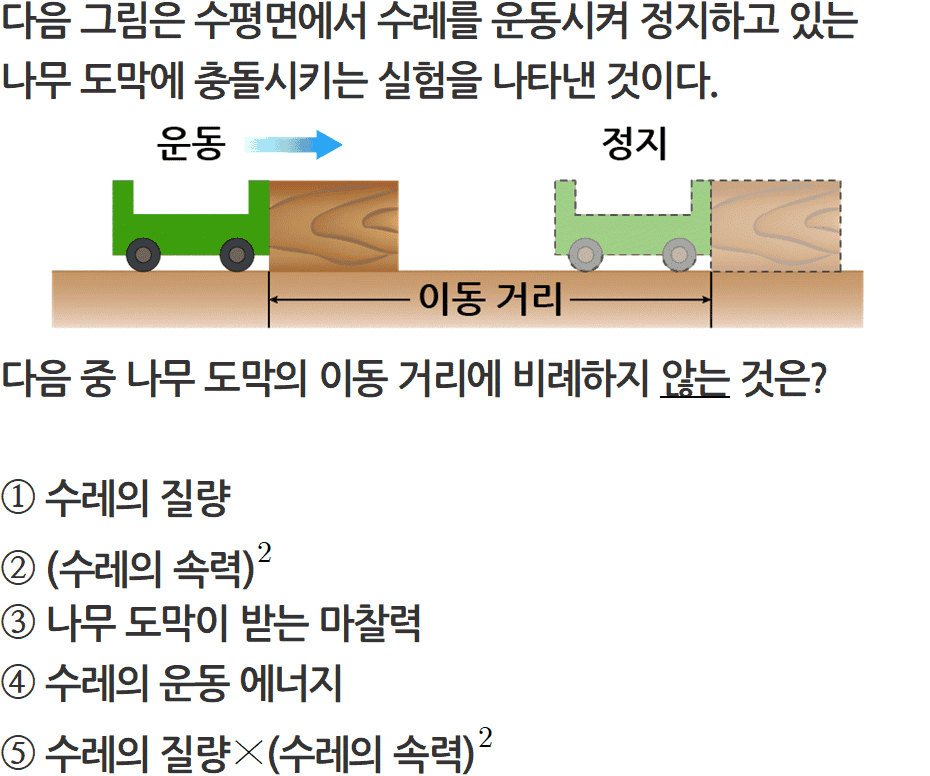 다음 그림은 수평면에서 수레를 운동시켜 정지하고 있는
나무 도막에 충돌시키는 실험을 나타낸 것이다.
운동 정지
이동 거리
다음 중 나무 도막의 이동 거리에 비례하지 않는 것은?
① 수레의 질량
② (수레의 속력)²
③ 나무 도막이 받는 마찰력
④ 수레의 운동 에너지
⑤ 수레의 질량×(수레의 속력)²